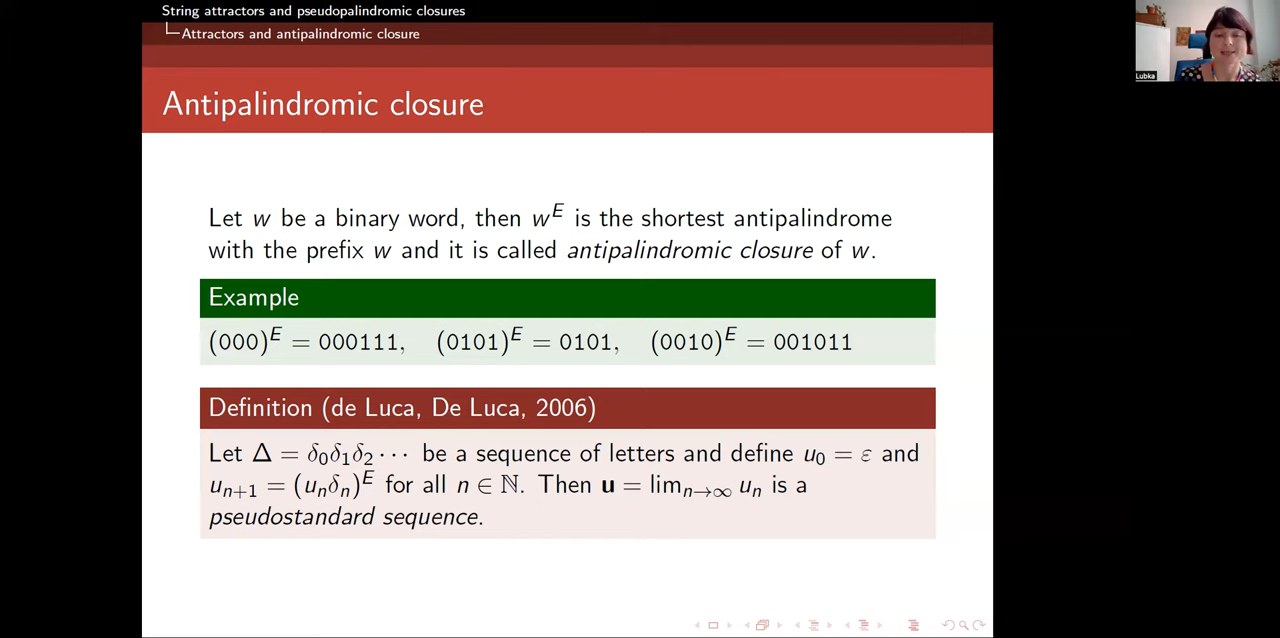 String attractors and pseudopalindromic closures
Attractors and antipalindromic closure
Lubka
Antipalindromic closure
Let w be a binary word, then w^E is the shortest antipalindrome
with the prefix w and it is called antipalindromic closure of w.
Example
(000)^E = 000111, (0101)^E = 0101, (0010)^E = 001011
Definition (de Luca, De Luca, 2006)
Let Δ = δ₀δ₁δ₂ ⋯ be a sequence of letters and define u₀ = ε and
uₙ₊₁ = (uₙδₙ)^E for all n ∈ ℕ. Then u = limₙ→∞ uₙ is a
pseudostandard sequence.